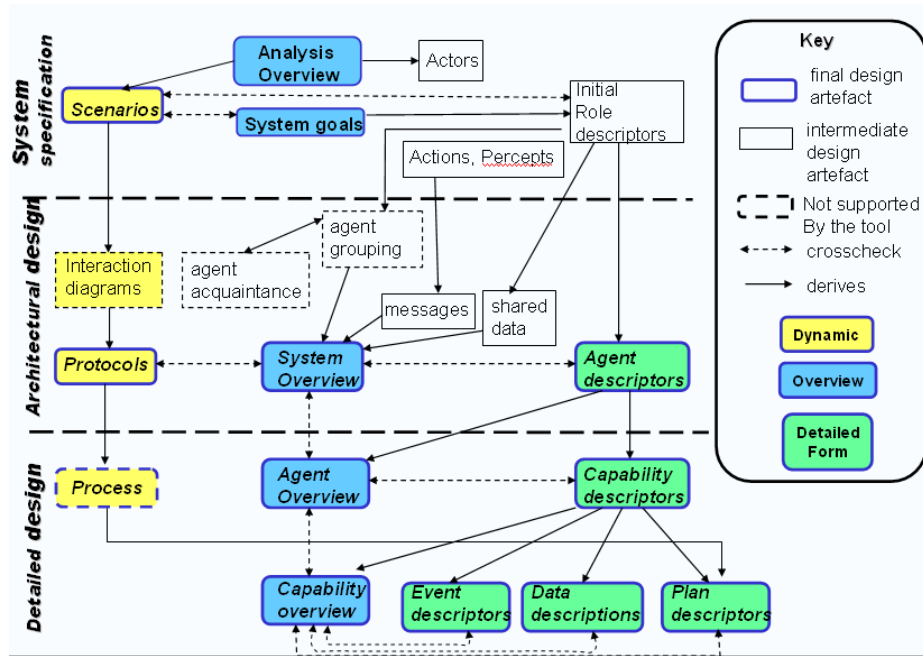 System
specification
Analysis
Overview
Actors
Scenarios
System goals
Initial
Role
descriptors
Actions, Percepts
Architectural design
Interaction
diagrams
agent
acquaintance
agent
grouping
messages
shared
data
Protocols
System
Overview
Agent
descriptors
Detailed design
Process
Agent
Overview
Capability
descriptors
Capability
overview
Event
descriptors
Data
descriptions
Plan
descriptors
Key
final design
artefact
intermediate
design
artefact
Not supported
By the tool
crosscheck
derives
Dynamic
Overview
Detailed
Form